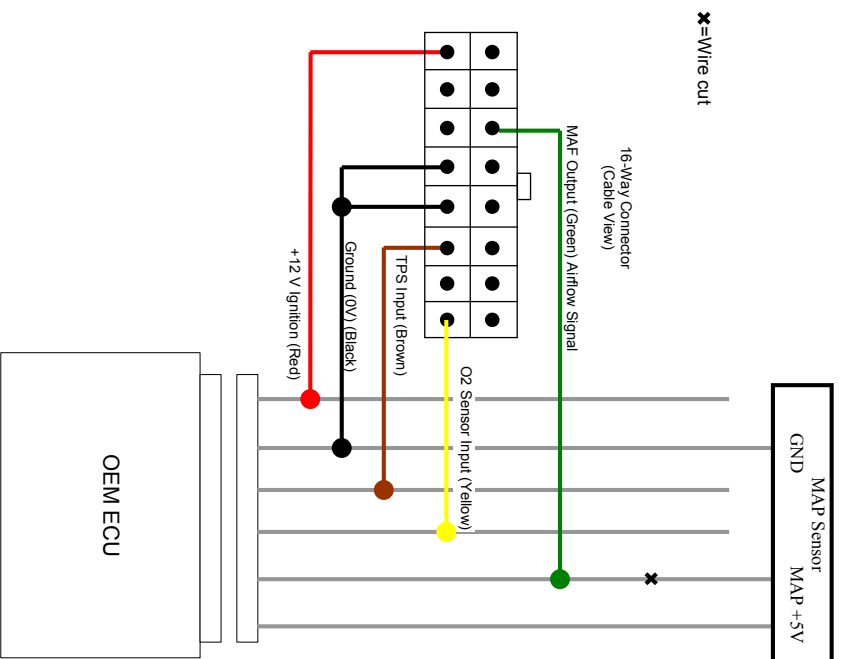 ✖=Wire cut
16-Way Connector
(Cable View)
MAF Output (Green) Airflow Signal
O2 Sensor Input (Yellow)
TPS Input (Brown)
Ground (0V) (Black)
+12 V Ignition (Red)
MAP Sensor
GND
MAP +5V
OEM ECU